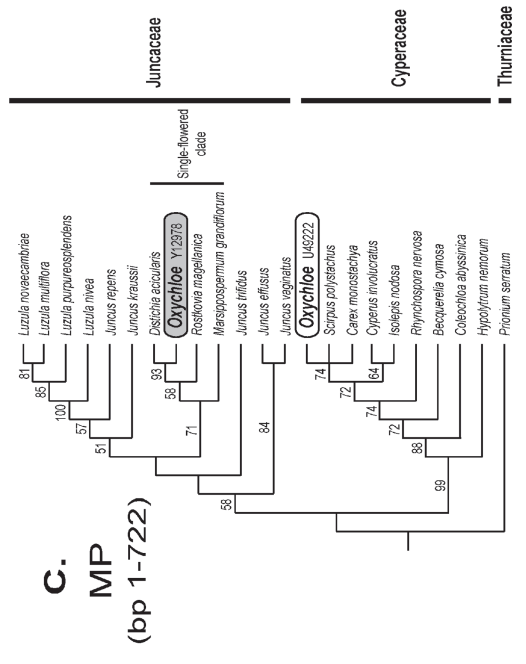 C.
MP
(bp 1-722)
Luzula novaecambriae
Luzula multiflora
Luzula purpureosplendens
Luzula nivea
Juncus repens
Juncus kraussii
Distichia acicularis
Oxychloe Y12978
Rostkovia magellanica
Marsippospermum grandiflorum
Juncus trifidus
Juncus effusus
Juncus vaginatus
Oxychloe U49222
Scirpus polystachus
Carex monostachya
Cyperus involucratus
Isolepis nodosa
Rhynchospora nervosa
Becquerelia cymosa
Coleochloa abyssinica
Hypolytrum nemorum
Prionium serratum
Single-flowered
clade
Juncaceae
Cyperaceae
Thurniaceae
81
85
100
57
51
93
58
71
84
58
74
64
72
74
72
88
99